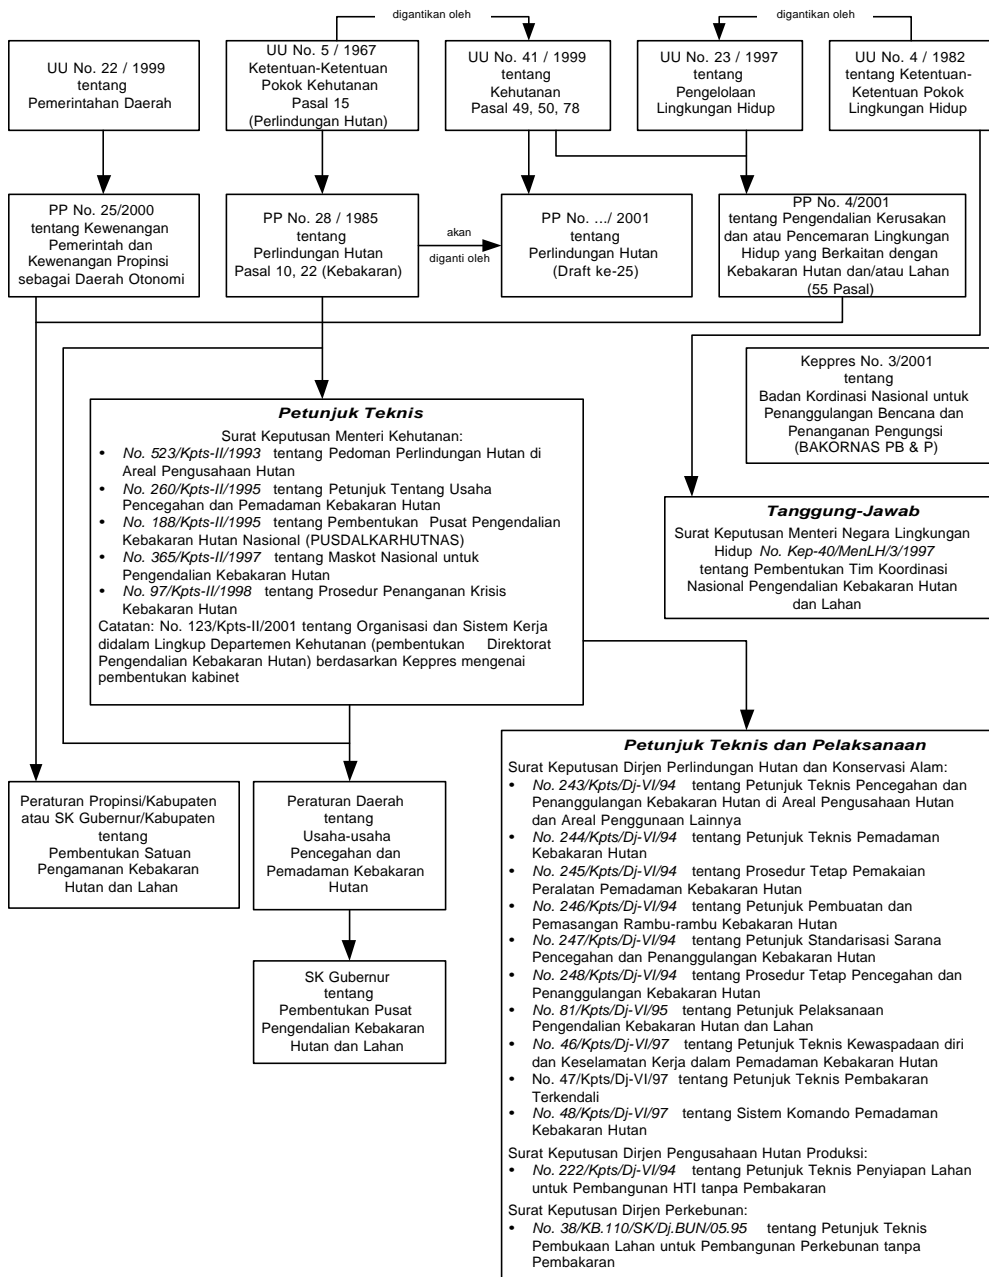 digantikan oleh
digantikan oleh
UU No. 22 / 1999
tentang
Pemerintahan Daerah
UU No. 5 / 1967
Ketentuan-Ketentuan
Pokok Kehutanan
Pasal 15
(Perlindungan Hutan)
UU No. 41 / 1999
tentang
Kehutanan
Pasal 49, 50, 78
UU No. 23 / 1997
tentang
Pengelolaan
Lingkungan Hidup
UU No. 4 / 1982
tentang Ketentuan-
Ketentuan Pokok
Lingkungan Hidup
PP No. 25/2000
tentang Kewenangan
Pemerintah dan
Kewenangan Propinsi
sebagai Daerah Otonomi
PP No. 28 / 1985
tentang
Perlindungan Hutan
Pasal 10, 22 (Kebakaran)
akan
diganti oleh
PP No. .../ 2001
tentang
Perlindungan Hutan
(Draft ke-25)
PP No. 4/2001
tentang Pengendalian Kerusakan
dan atau Pencemaran Lingkungan
Hidup yang Berkaitan dengan
Kebakaran Hutan dan/atau Lahan
(55 Pasal)
Keppres No. 3/2001
tentang
Badan Kordinasi Nasional untuk
Penanggulangan Bencana dan
Penanganan Pengungsi
(BAKORNAS PB & P)
Petunjuk Teknis
Surat Keputusan Menteri Kehutanan:
• No. 523/Kpts-II/1993 tentang Pedoman Perlindungan Hutan di
Areal Pengusahaan Hutan
• No. 260/Kpts-II/1995 tentang Petunjuk Tentang Usaha
Pencegahan dan Pemadaman Kebakaran Hutan
• No. 188/Kpts-II/1995 tentang Pembentukan Pusat Pengendalian
Kebakaran Hutan Nasional (PUSDALKARHUTNAS)
• No. 365/Kpts-II/1997 tentang Maskot Nasional untuk
Pengendalian Kebakaran Hutan
• No. 97/Kpts-II/1998 tentang Prosedur Penanganan Krisis
Kebakaran Hutan
Catatan: No. 123/Kpts-II/2001 tentang Organisasi dan Sistem Kerja
didalam Lingkup Departemen Kehutanan (pembentukan Direktorat
Pengendalian Kebakaran Hutan) berdasarkan Keppres mengenai
pembentukan kabinet
Tanggung-Jawab
Surat Keputusan Menteri Negara Lingkungan
Hidup No. Kep-40/MenLH/3/1997
tentang Pembentukan Tim Koordinasi
Nasional Pengendalian Kebakaran Hutan
dan Lahan
Peraturan Propinsi/Kabupaten
atau SK Gubernur/Kabupaten
tentang
Pembentukan Satuan
Pengamanan Kebakaran
Hutan dan Lahan
Peraturan Daerah
tentang
Usaha-usaha
Pencegahan dan
Pemadaman Kebakaran
Hutan
SK Gubernur
tentang
Pembentukan Pusat
Pengendalian Kebakaran
Hutan dan Lahan
Petunjuk Teknis dan Pelaksanaan
Surat Keputusan Dirjen Perlindungan Hutan dan Konservasi Alam:
• No. 243/Kpts/Dj-VI/94 tentang Petunjuk Teknis Pencegahan dan
Penanggulangan Kebakaran Hutan di Areal Pengusahaan Hutan
dan Areal Penggunaan Lainnya
• No. 244/Kpts/Dj-VI/94 tentang Petunjuk Teknis Pemadaman
Kebakaran Hutan
• No. 245/Kpts/Dj-VI/94 tentang Prosedur Tetap Pemakaian
Peralatan Pemadaman Kebakaran Hutan
• No. 246/Kpts/Dj-VI/94 tentang Petunjuk Pembuatan dan
Pemasangan Rambu-rambu Kebakaran Hutan
• No. 247/Kpts/Dj-VI/94 tentang Petunjuk Standarisasi Sarana
Pencegahan dan Penanggulangan Kebakaran Hutan
• No. 248/Kpts/Dj-VI/94 tentang Prosedur Tetap Pencegahan dan
Penanggulangan Kebakaran Hutan
• No. 81/Kpts/Dj-VI/95 tentang Petunjuk Pelaksanaan
Pengendalian Kebakaran Hutan dan Lahan
• No. 46/Kpts/Dj-VI/97 tentang Petunjuk Teknis Kewaspadaan diri
dan Keselamatan Kerja dalam Pemadaman Kebakaran Hutan
• No. 47/Kpts/Dj-VI/97 tentang Petunjuk Teknis Pembakaran
Terkendali
• No. 48/Kpts/Dj-VI/97 tentang Sistem Komando Pemadaman
Kebakaran Hutan
Surat Keputusan Dirjen Pengusahaan Hutan Produksi:
• No. 222/Kpts/Dj-VI/94 tentang Petunjuk Teknis Penyiapan Lahan
untuk Pembangunan HTI tanpa Pembakaran
Surat Keputusan Dirjen Perkebunan:
• No. 38/KB.110/SK/Dj.BUN/05.95 tentang Petunjuk Teknis
Pembukaan Lahan untuk Pembangunan Perkebunan tanpa
Pembakaran